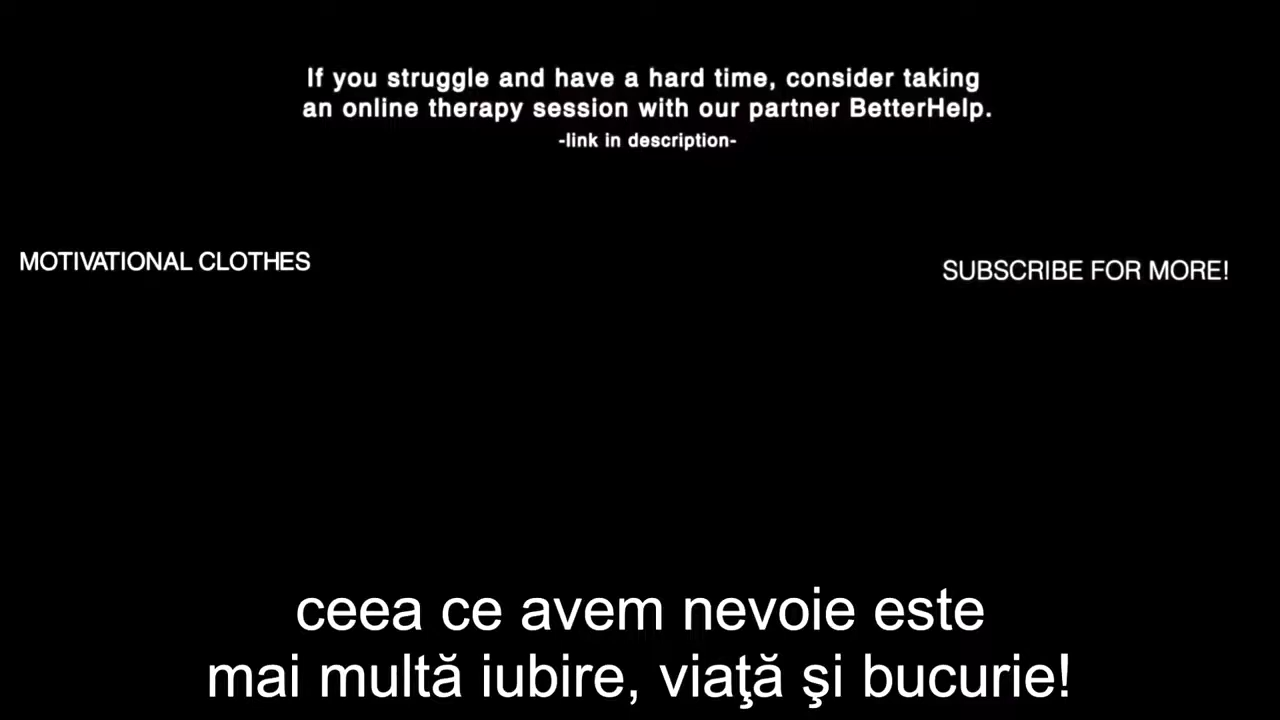 If you struggle and have a hard time, consider taking
an online therapy session with our partner BetterHelp.
-link in description-
MOTIVATIONAL CLOTHES
SUBSCRIBE FOR MORE!
ceea ce avem nevoie este
mai multă iubire, viaţă şi bucurie!